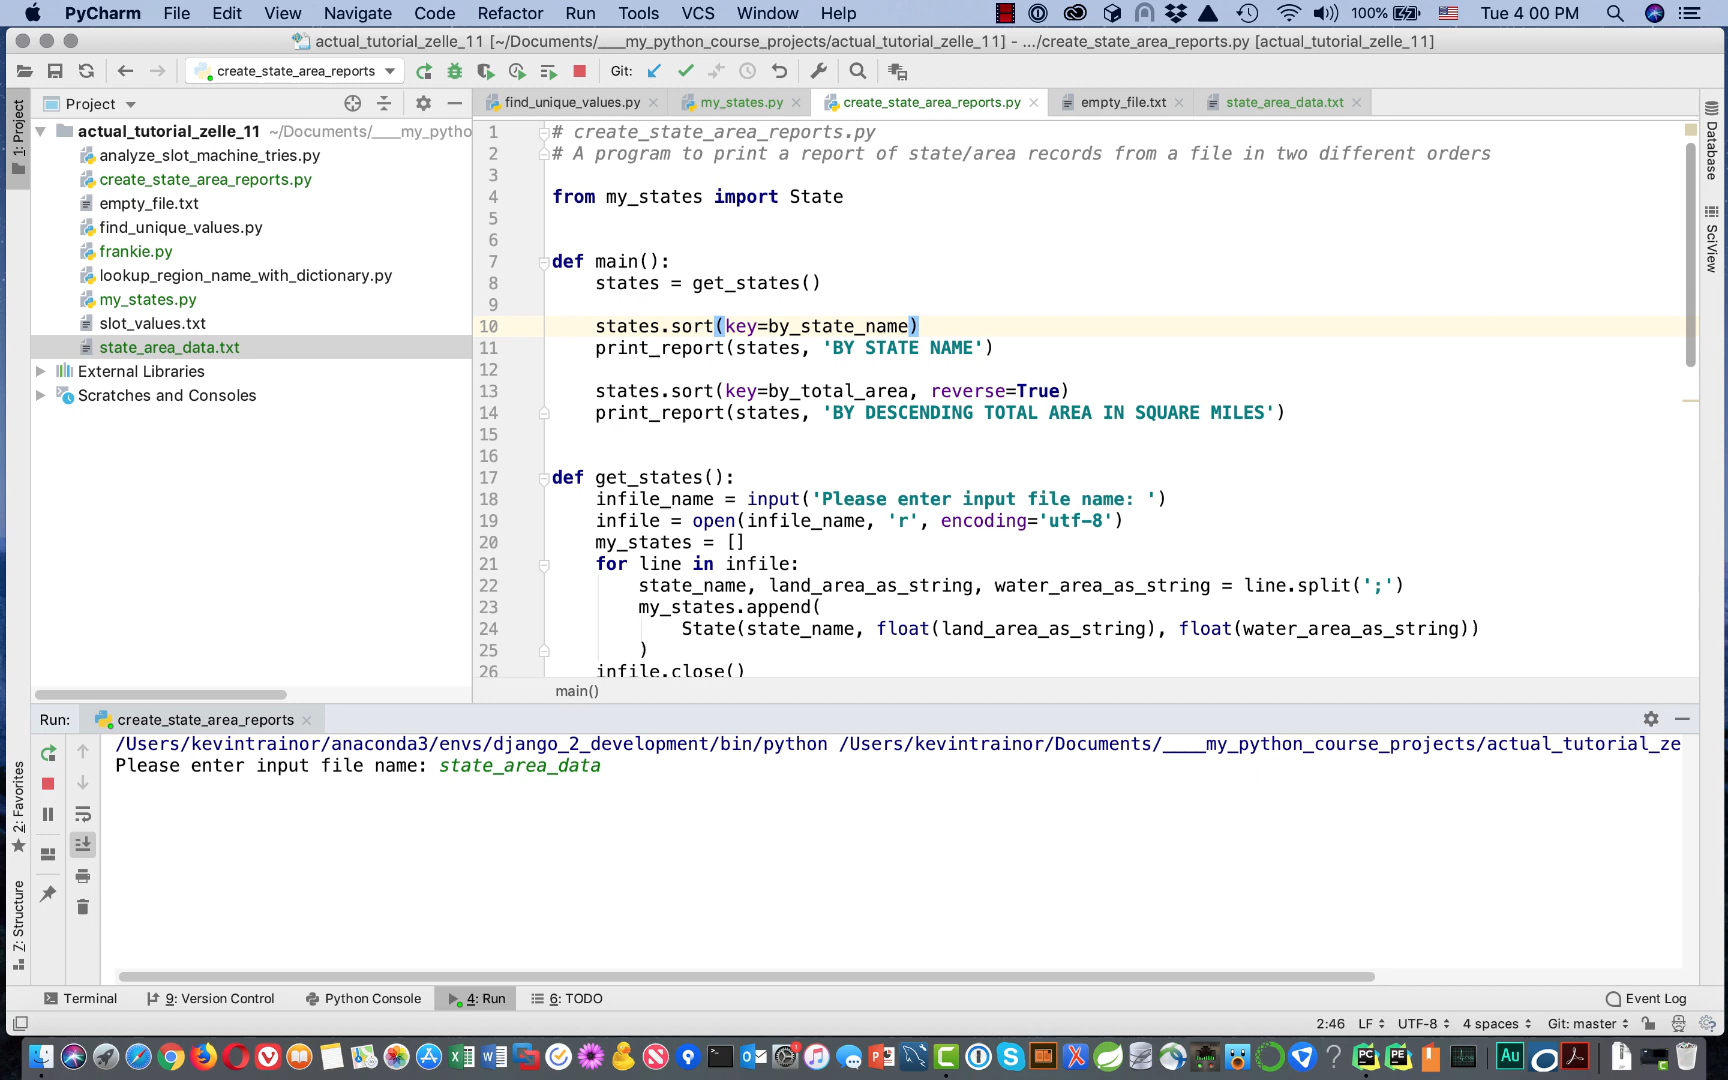 PyCharm File Edit View Navigate Code Refactor Run Tools VCS Window Help 100% Tue 4 00 PM
actual_tutorial_zelle_11 [~/Documents/____my_python_course_projects/actual_tutorial_zelle_11] - .../create_state_area_reports.py [actual_tutorial_zelle_11]
create_state_area_reports Git:
Project
find_unique_values.py my_states.py create_state_area_reports.py empty_file.txt state_area_data.txt
1: Project
actual_tutorial_zelle_11 ~/Documents/____my_pytho
analyze_slot_machine_tries.py
create_state_area_reports.py
empty_file.txt
find_unique_values.py
frankie.py
lookup_region_name_with_dictionary.py
my_states.py
slot_values.txt
state_area_data.txt
External Libraries
Scratches and Consoles
1 # create_state_area_reports.py
2 # A program to print a report of state/area records from a file in two different orders
3
4 from my_states import State
5
6
7 def main():
8 states = get_states()
9
10 states.sort(key=by_state_name)
11 print_report(states, 'BY STATE NAME')
12
13 states.sort(key=by_total_area, reverse=True)
14 print_report(states, 'BY DESCENDING TOTAL AREA IN SQUARE MILES')
15
16
17 def get_states():
18 infile_name = input('Please enter input file name: ')
19 infile = open(infile_name, 'r', encoding='utf-8')
20 my_states = []
21 for line in infile:
22 state_name, land_area_as_string, water_area_as_string = line.split(';')
23 my_states.append(
24 State(state_name, float(land_area_as_string), float(water_area_as_string))
25 )
26 infile.close()
main()
Database
SciView
Run: create_state_area_reports
/Users/kevintrainor/anaconda3/envs/django_2_development/bin/python /Users/kevintrainor/Documents/____my_python_course_projects/actual_tutorial_ze
Please enter input file name: state_area_data
2: Favorites
7: Structure
Terminal 9: Version Control Python Console 4: Run 6: TODO Event Log
2:46 LF UTF-8 4 spaces Git: master